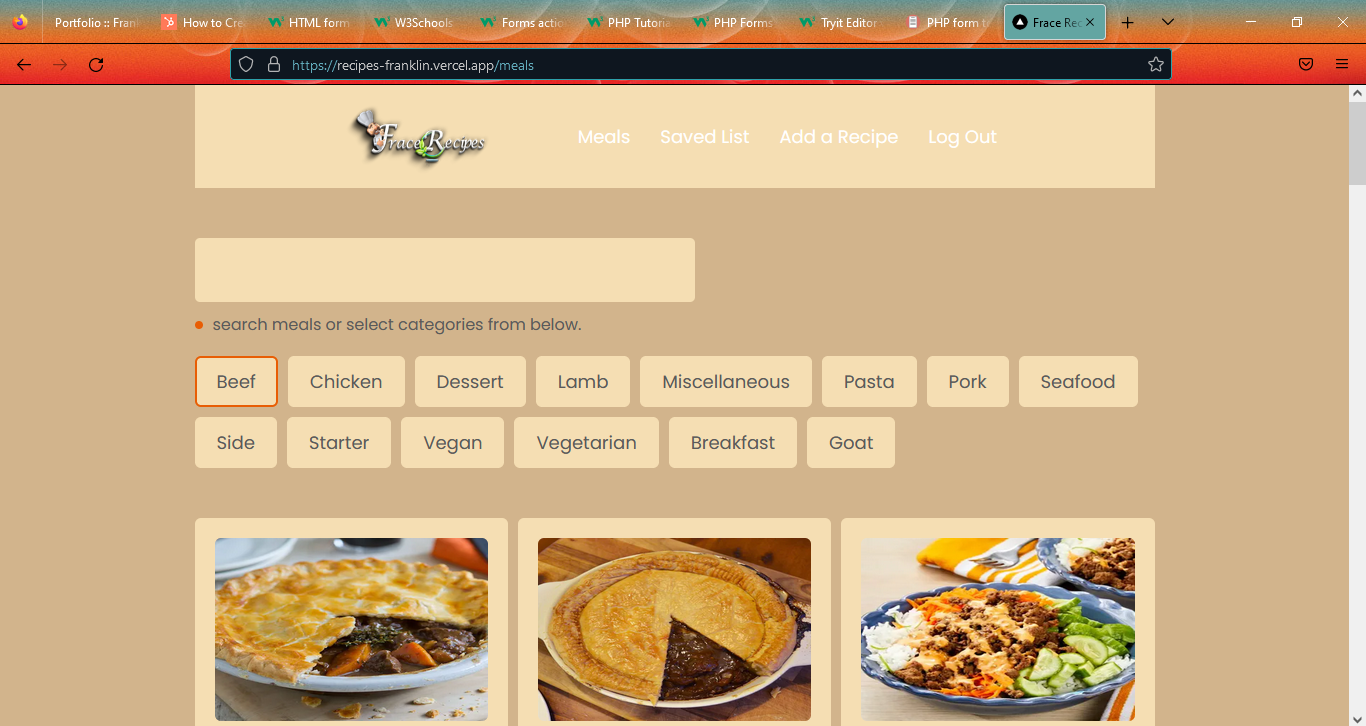 Portfolio :: Frank How to Crea HTML form W3Schools Forms actio PHP Tutoria PHP Forms Tryit Editor PHP form t Frace Rec
https://recipes-franklin.vercel.app/meals
Frace Recipes Meals Saved List Add a Recipe Log Out
search meals or select categories from below.
Beef Chicken Dessert Lamb Miscellaneous Pasta Pork Seafood
Side Starter Vegan Vegetarian Breakfast Goat